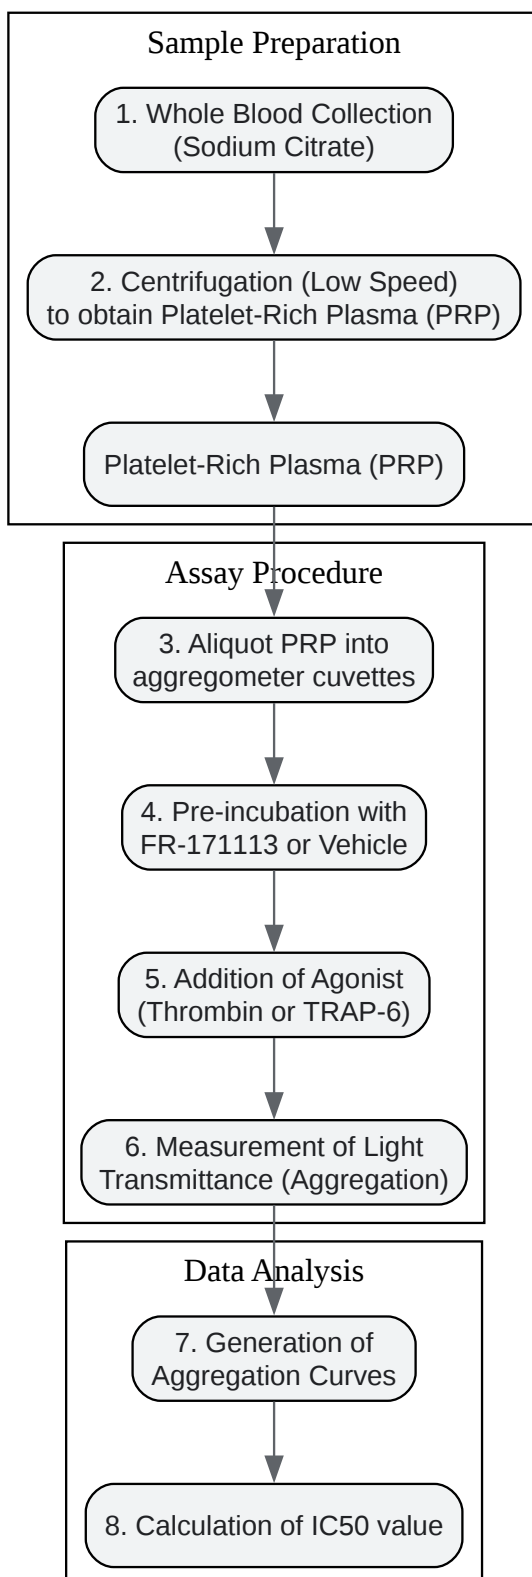 Sample Preparation
1. Whole Blood Collection
(Sodium Citrate)
2. Centrifugation (Low Speed)
to obtain Platelet-Rich Plasma (PRP)
Platelet-Rich Plasma (PRP)
Assay Procedure
3. Aliquot PRP into
aggregometer cuvettes
4. Pre-incubation with
FR-171113 or Vehicle
5. Addition of Agonist
(Thrombin or TRAP-6)
6. Measurement of Light
Transmittance (Aggregation)
Data Analysis
7. Generation of
Aggregation Curves
8. Calculation of IC50 value